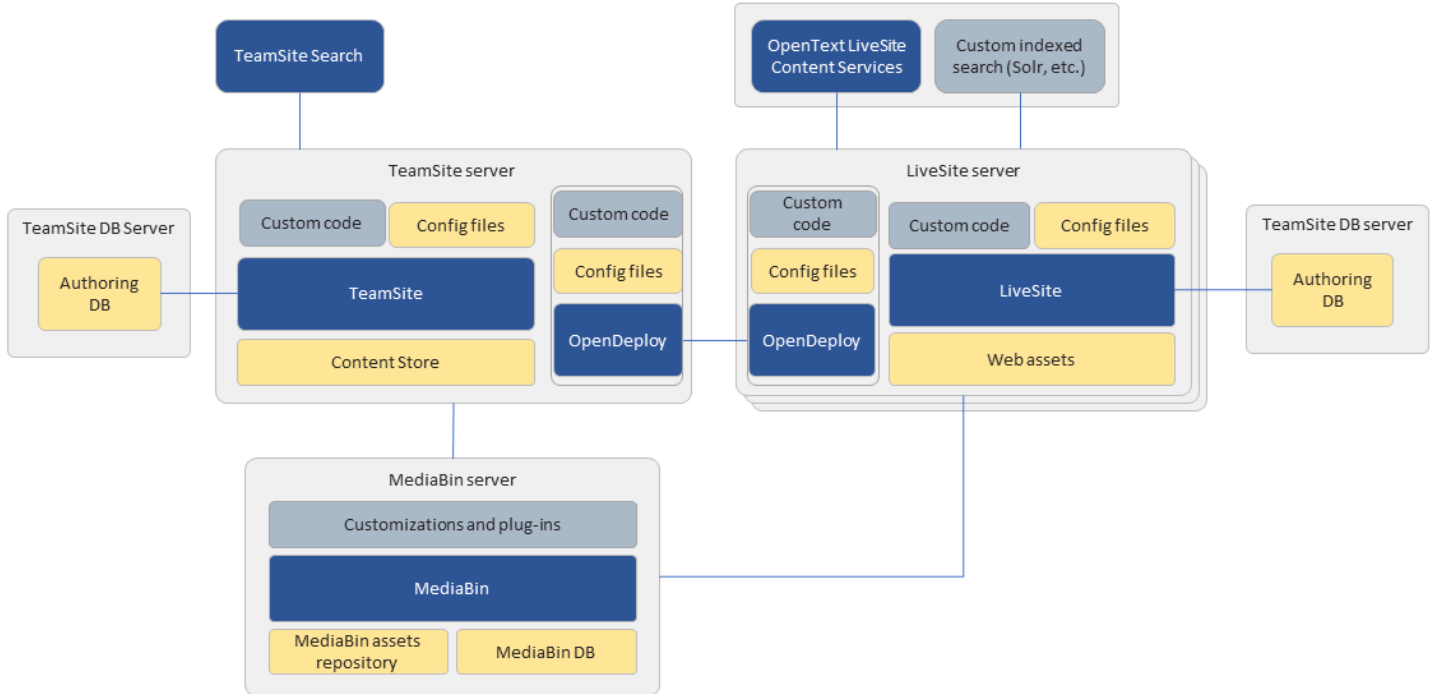 TeamSite Search
OpenText LiveSite
Content Services
Custom indexed
search (Solr, etc.)
TeamSite DB Server
Authoring
DB
TeamSite server
Custom code
Config files
TeamSite
Content Store
Custom code
Config files
OpenDeploy
LiveSite server
Custom
code
Config files
OpenDeploy
Custom code
Config files
LiveSite
Web assets
TeamSite DB server
Authoring
DB
MediaBin server
Customizations and plug-ins
MediaBin
MediaBin assets
repository
MediaBin DB